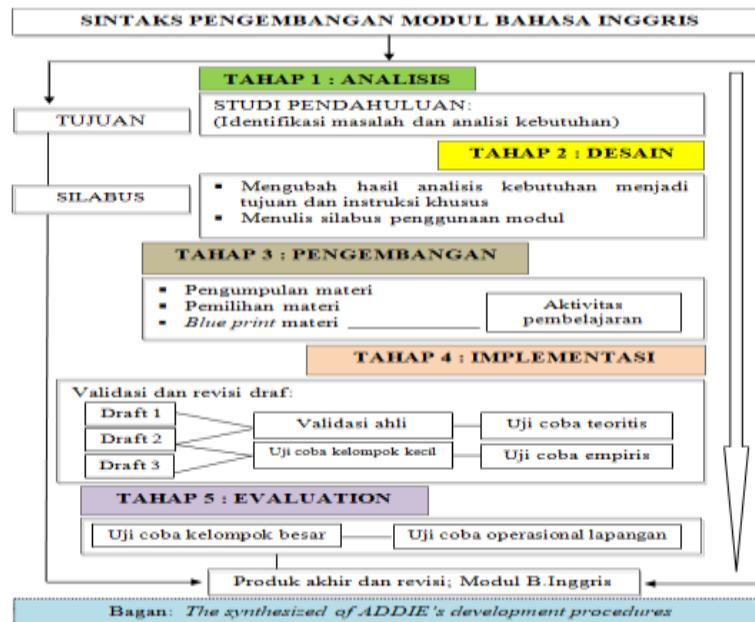 SINTAKS PENGEMBANGAN MODUL BAHASA INGGRIS
TAHAP 1 : ANALISIS
TUJUAN
STUDI PENDAHULUAN:
(Identifikasi masalah dan analisi kebutuhan)
TAHAP 2 : DESAIN
SILABUS
▪ Mengubah hasil analisis kebutuhan menjadi
tujuan dan instruksi khusus
▪ Menulis silabus penggunaan modul
TAHAP 3 : PENGEMBANGAN
▪ Pengumpulan materi
▪ Pemilihan materi
▪ Blue print materi
Aktivitas
pembelajaran
TAHAP 4 : IMPLEMENTASI
Validasi dan revisi draf:
Draft 1
Draft 2
Draft 3
Validasi ahli
Uji coba teoritis
Uji coba kelompok kecil
Uji coba empiris
TAHAP 5 : EVALUATION
Uji coba kelompok besar
Uji coba operasional lapangan
Produk akhir dan revisi; Modul B.Inggris
Bagan: The synthesized of ADDIE's development procedures